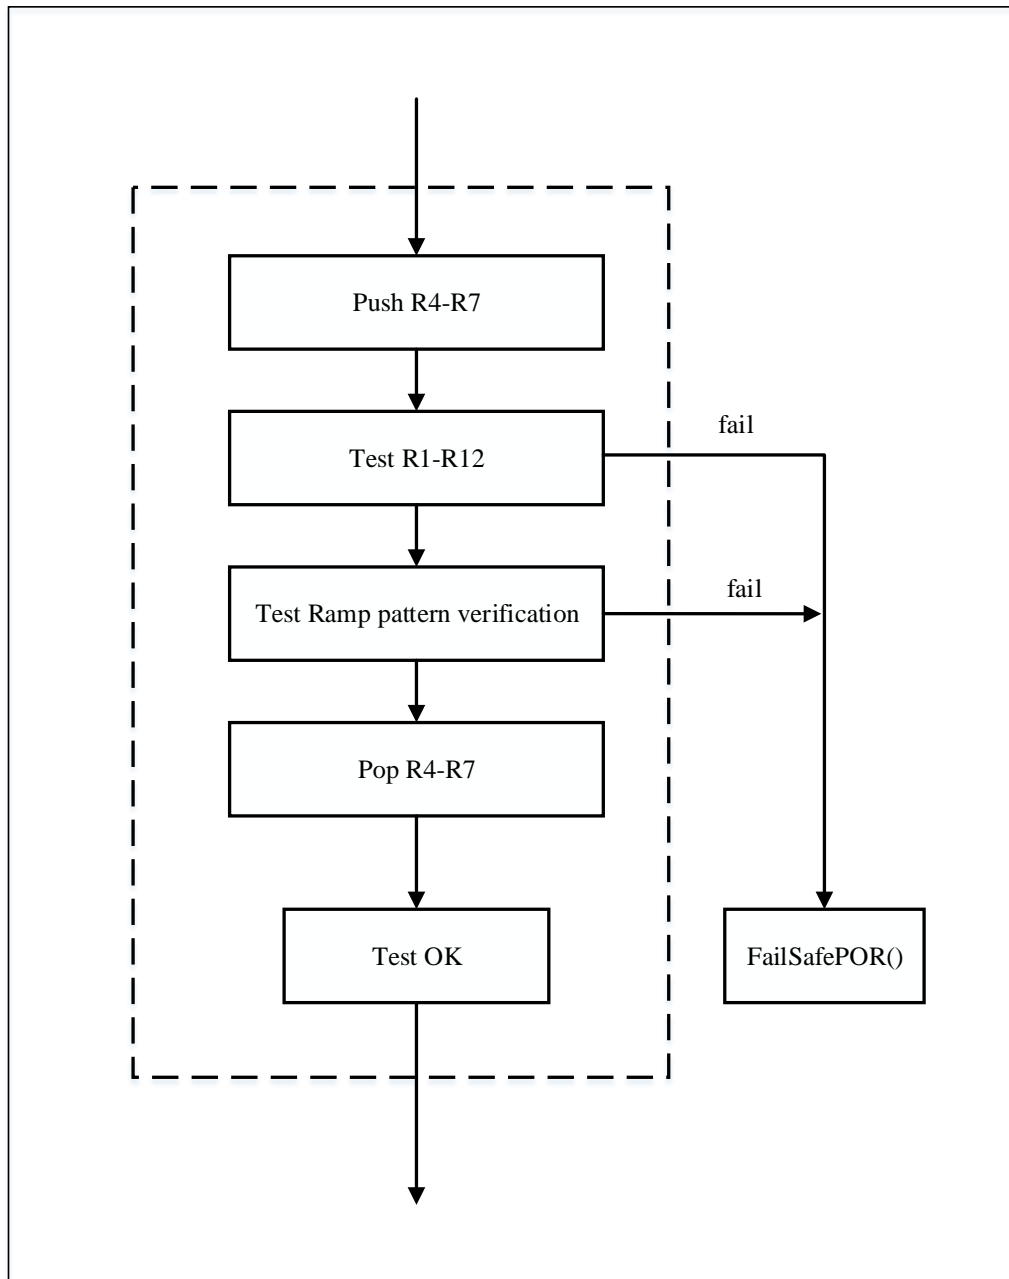 Push R4-R7
Test R1-R12
fail
Test Ramp pattern verification
fail
Pop R4-R7
Test OK
FailSafePOR()